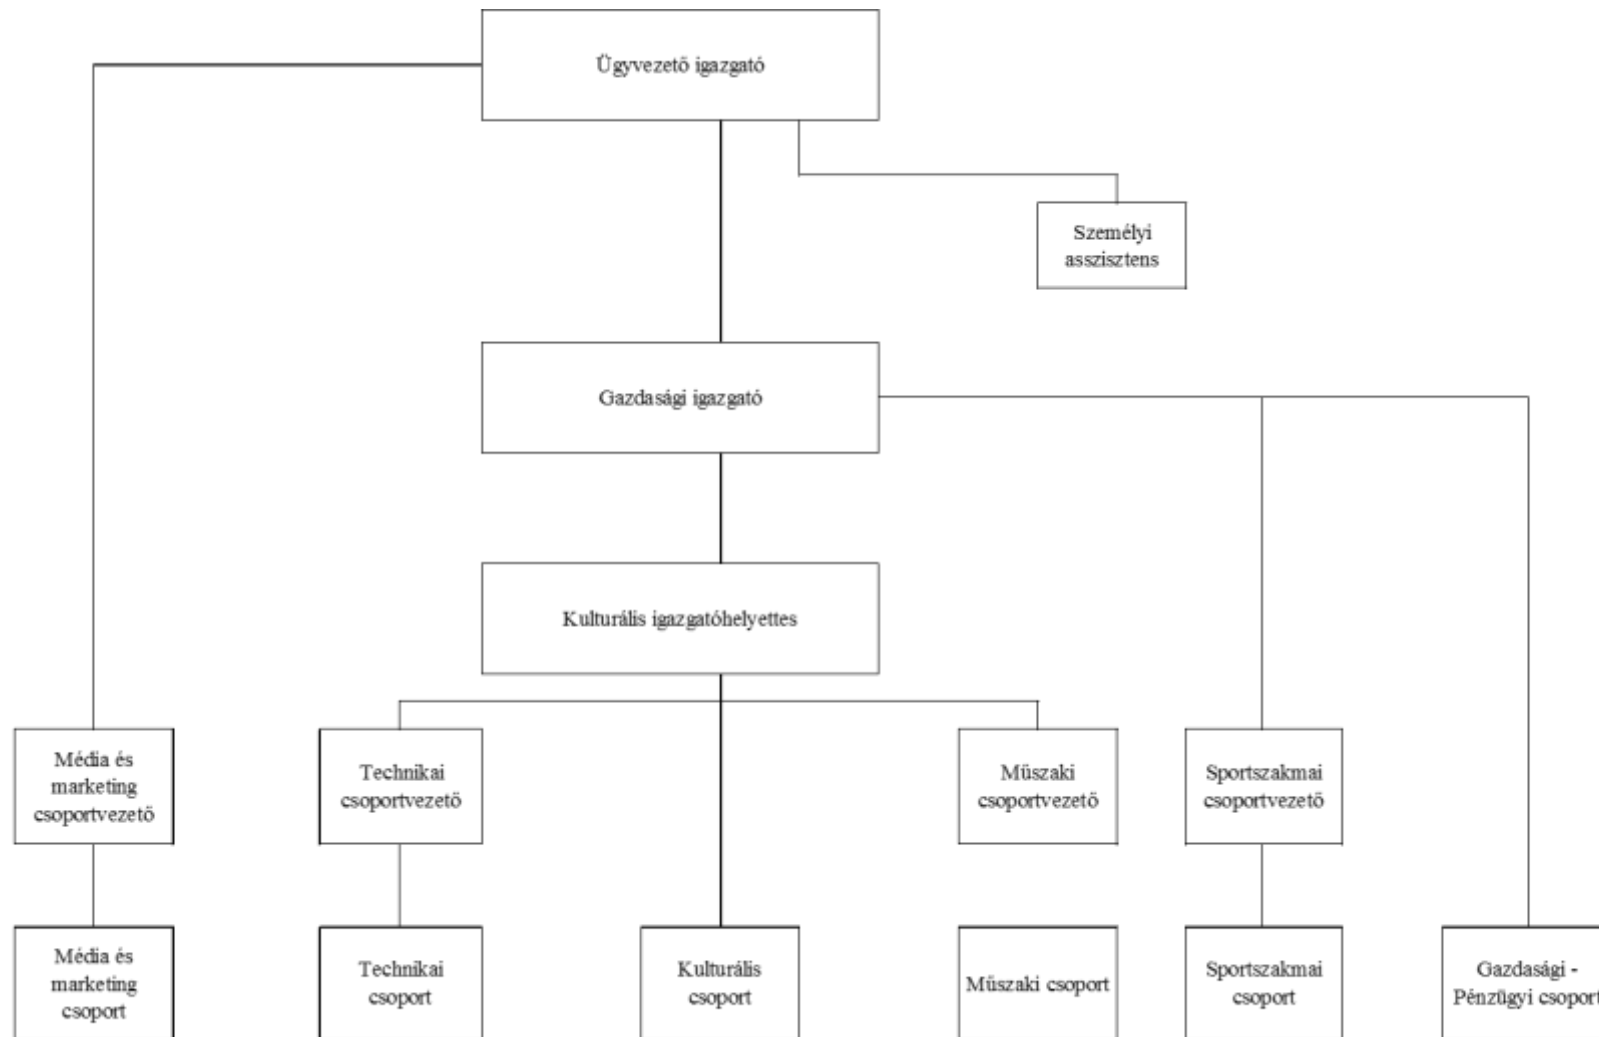 Ügyvezető igazgató
Személyi
asszisztens
Gazdasági igazgató
Kulturális igazgatóhelyettes
Média és
marketing
csoportvezető
Technikai
csoportvezető
Műszaki
csoportvezető
Sportszakmai
csoportvezető
Média és
marketing
csoport
Technikai
csoport
Kulturális
csoport
Műszaki csoport
Sportszakmai
csoport
Gazdasági -
Pénzügyi csoport